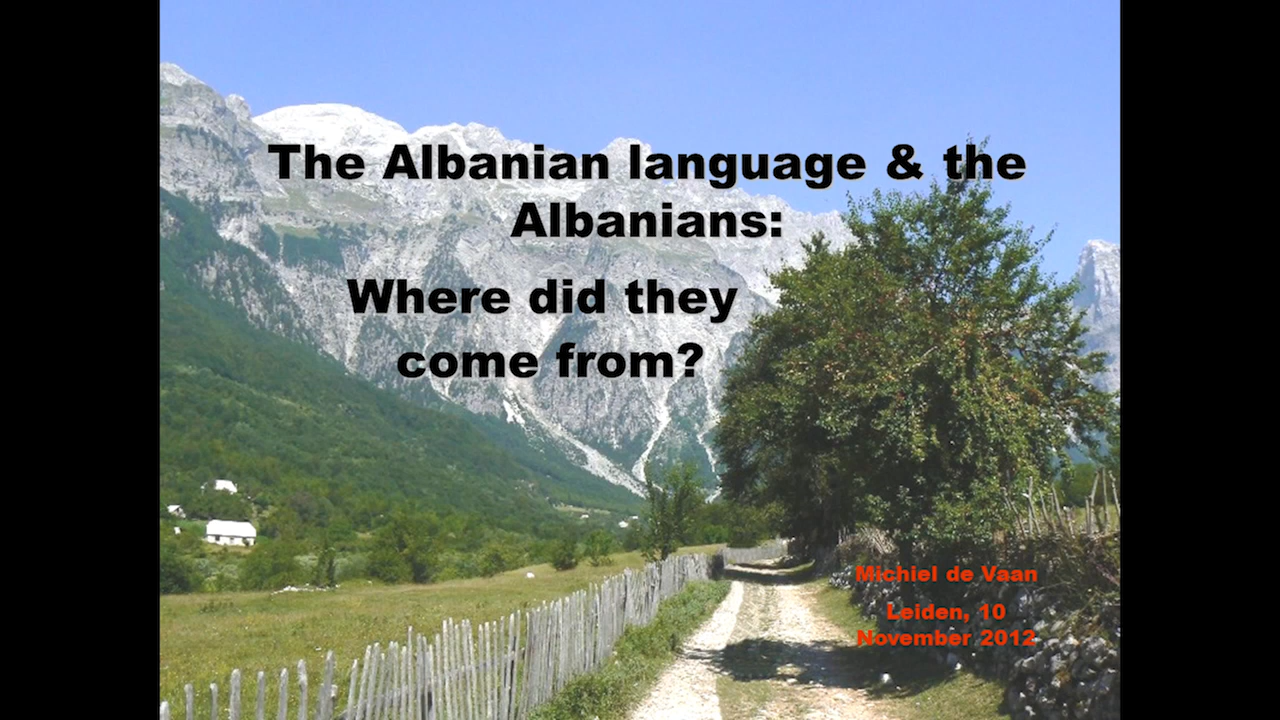 The Albanian language & the
Albanians:
Where did they
come from?
Michiel de Vaan
Leiden, 10
November 2012